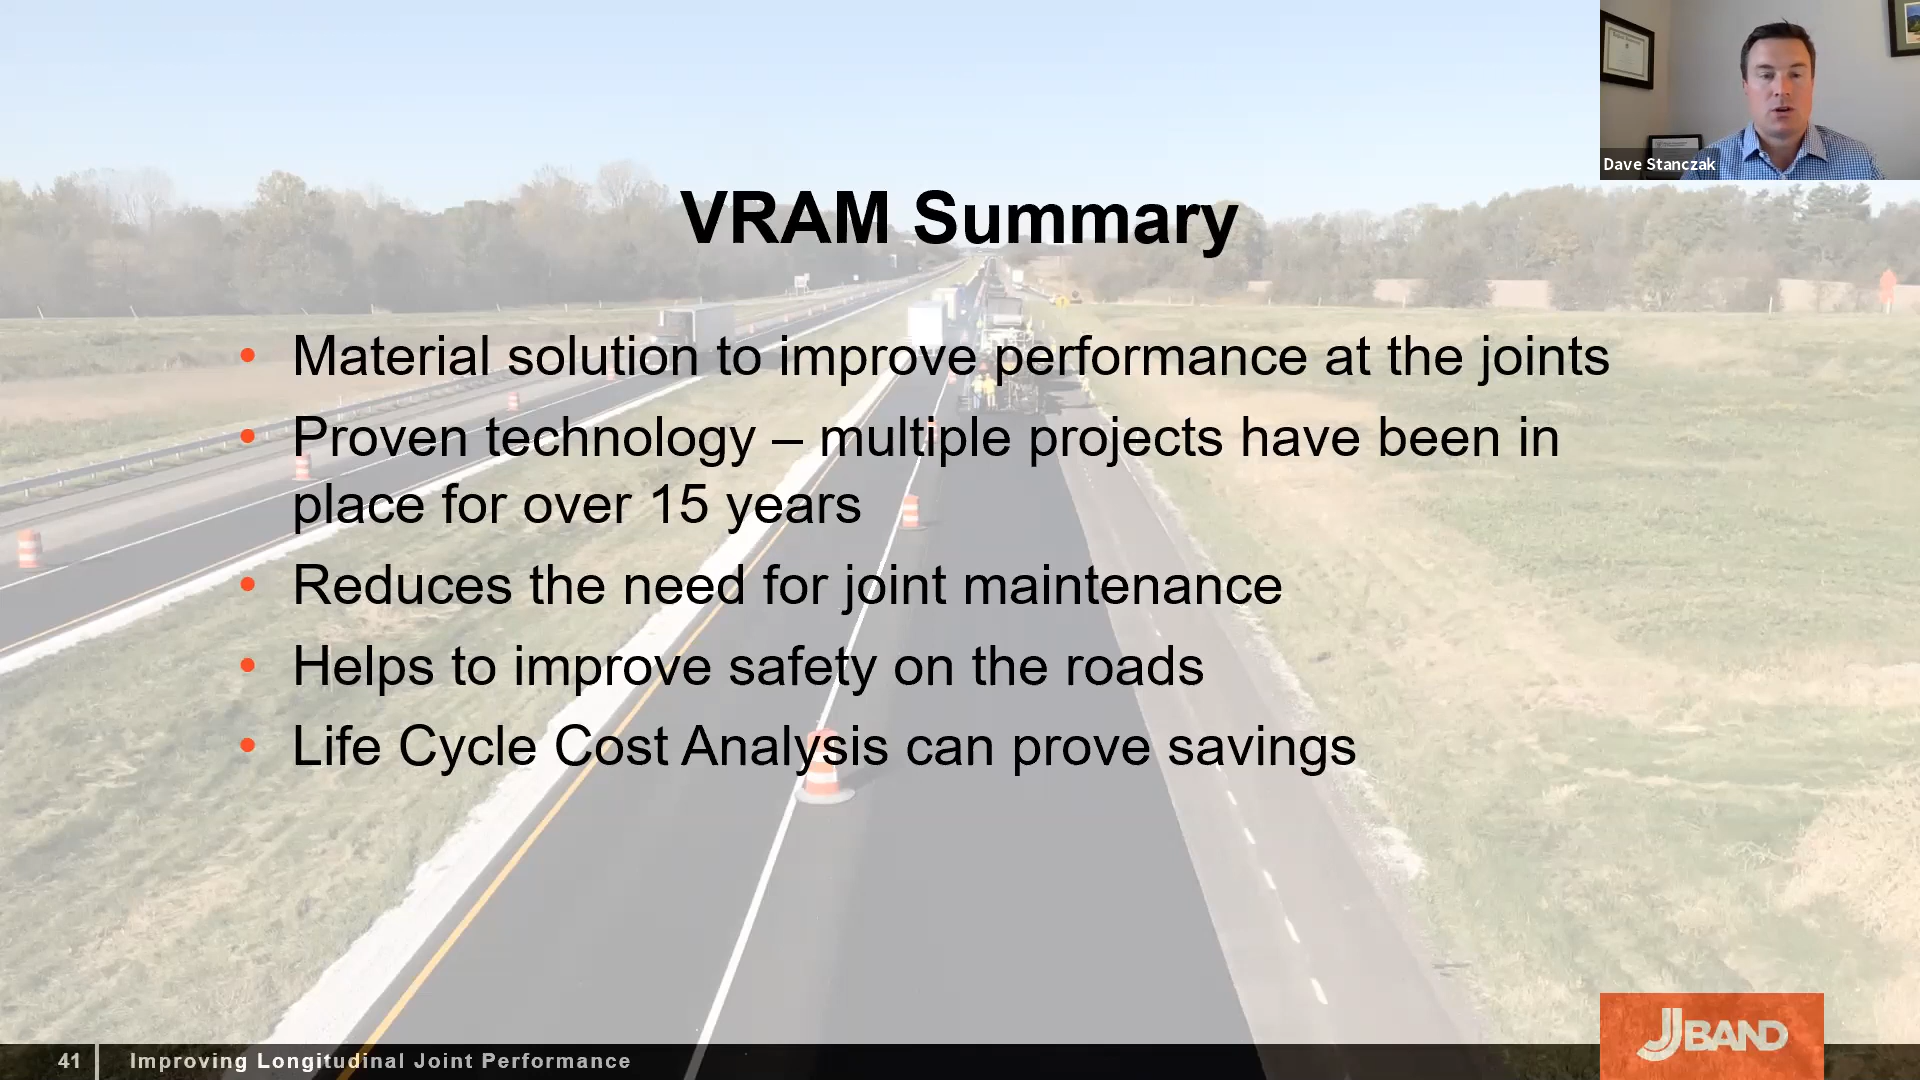 Dave Stanczak
VRAM Summary
• Material solution to improve performance at the joints
• Proven technology – multiple projects have been in
place for over 15 years
• Reduces the need for joint maintenance
• Helps to improve safety on the roads
• Life Cycle Cost Analysis can prove savings
41 Improving Longitudinal Joint Performance
JBAND